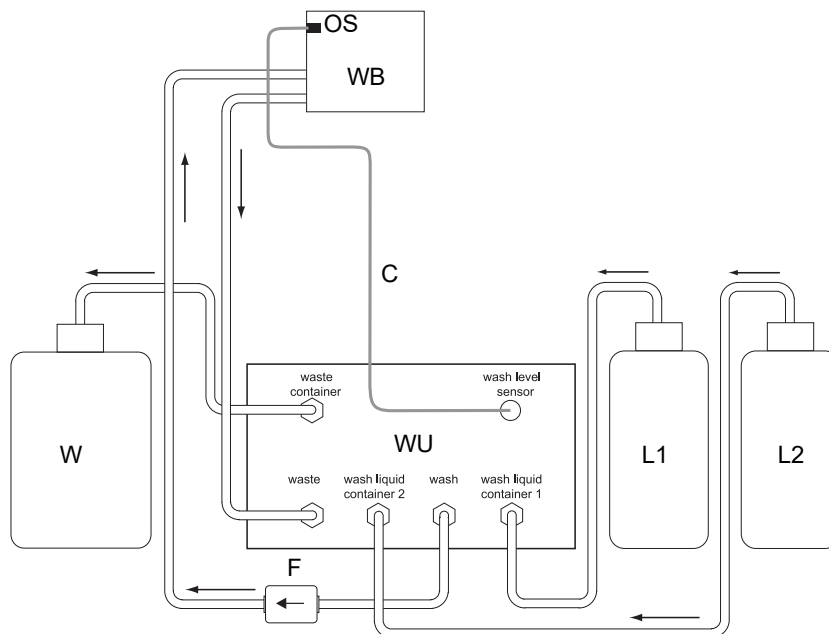 OS
WB
C
waste
container
wash level
sensor
W
WU
L1
L2
waste
wash liquid
container 2
wash
wash liquid
container 1
F